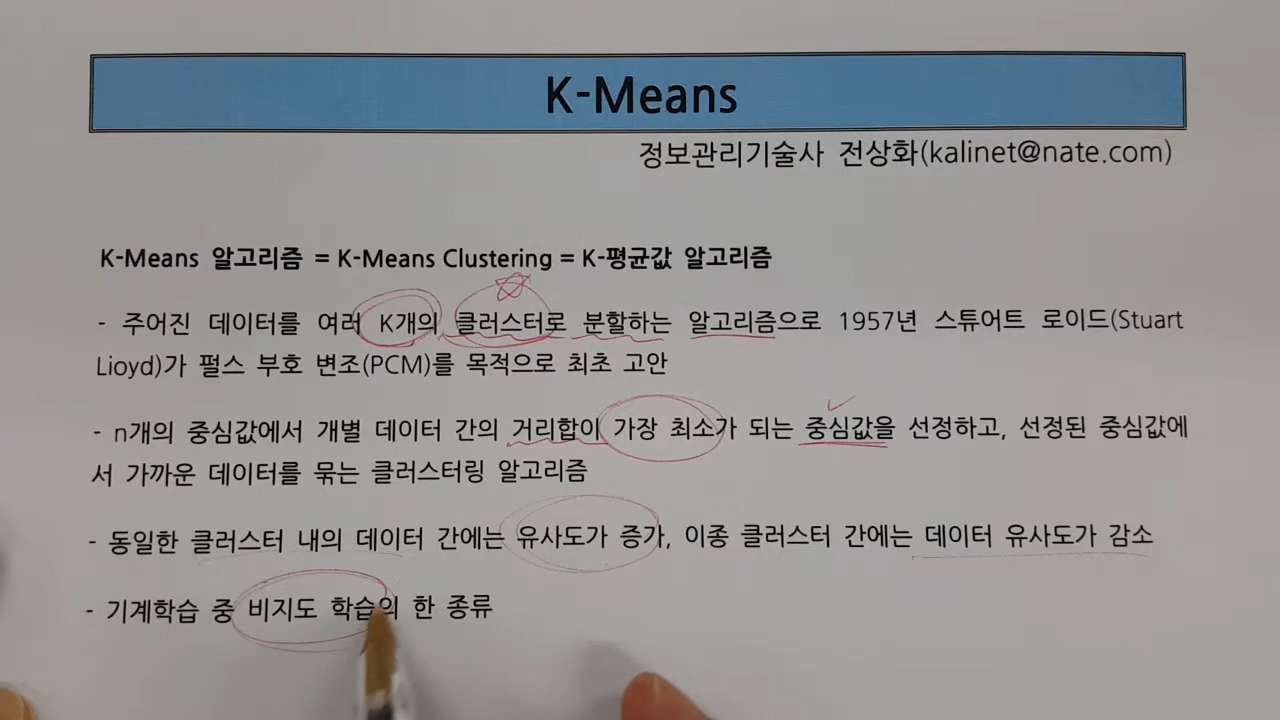 K-Means
정보관리기술사 전상화(kalinet@nate.com)
K-Means 알고리즘 = K-Means Clustering = K-평균값 알고리즘
- 주어진 데이터를 여러 K개의 클러스터로 분할하는 알고리즘으로 1957년 스튜어트 로이드(Stuart
Lloyd)가 펄스 부호 변조(PCM)를 목적으로 최초 고안
- n개의 중심값에서 개별 데이터 간의 거리합이 가장 최소가 되는 중심값을 선정하고, 선정된 중심값에
서 가까운 데이터를 묶는 클러스터링 알고리즘
- 동일한 클러스터 내의 데이터 간에는 유사도가 증가, 이종 클러스터 간에는 데이터 유사도가 감소
- 기계학습 중 비지도 학습의 한 종류